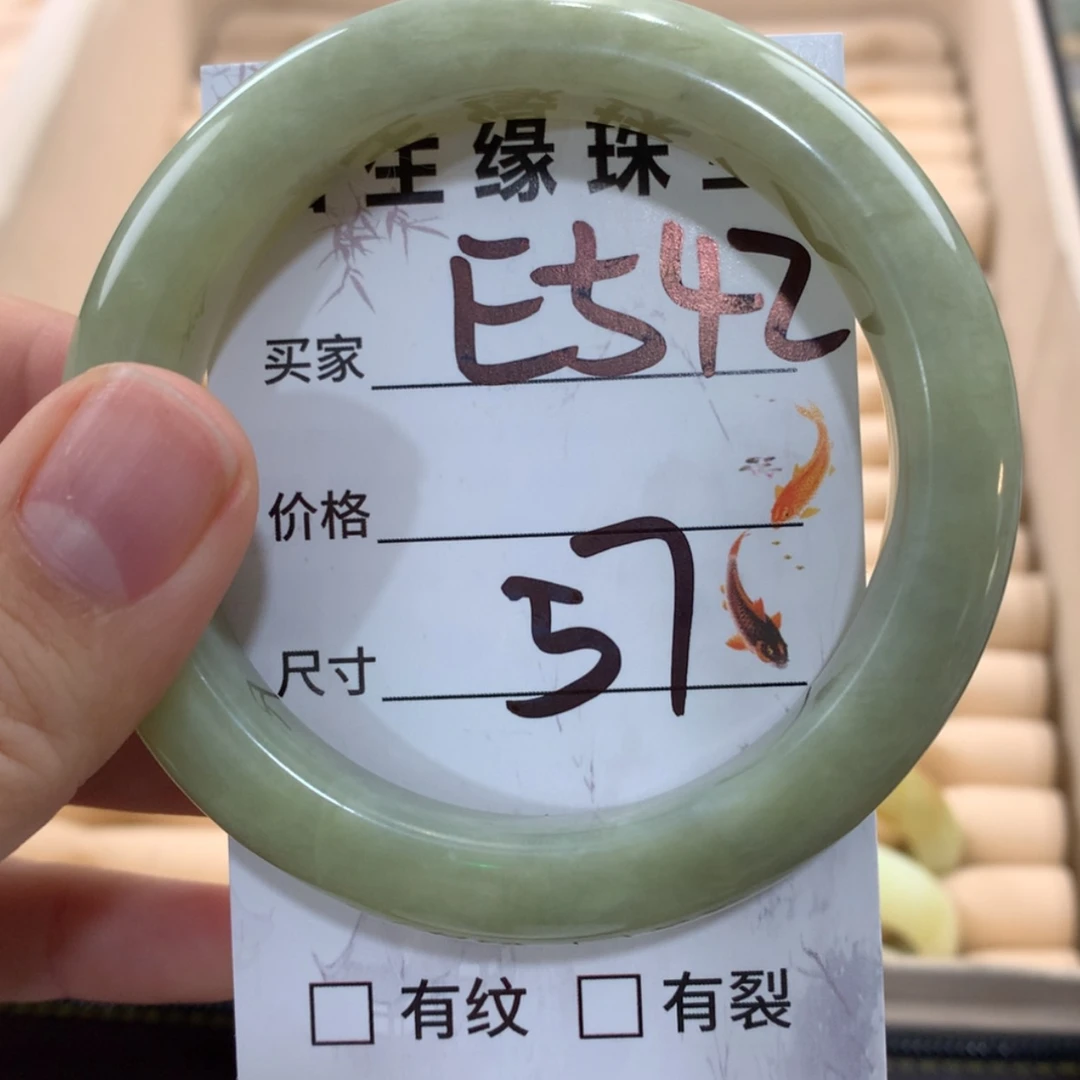 生缘珠
买家 E542
价格
尺寸 57
□ 有纹 □ 有裂